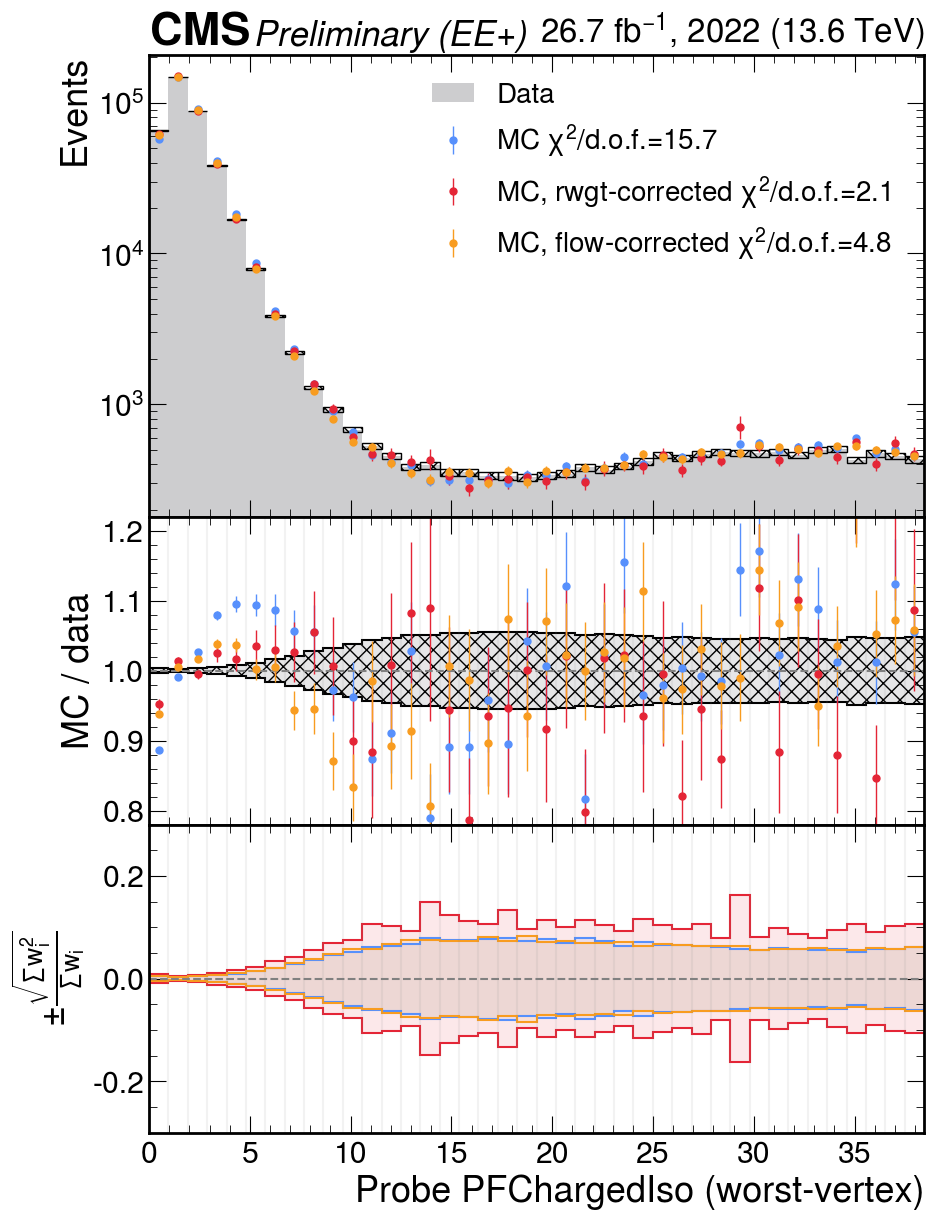 CMS Preliminary (EE+) 26.7 fb⁻¹, 2022 (13.6 TeV)
Events
10⁵
10⁴
10³
Data
MC χ²/d.o.f.=15.7
MC, rwgt-corrected χ²/d.o.f.=2.1
MC, flow-corrected χ²/d.o.f.=4.8
MC / data
1.2
1.1
1.0
0.9
0.8
± √Σwᵢ² / Σwᵢ
0.2
0.0
-0.2
0 5 10 15 20 25 30 35
Probe PFChargedIso (worst-vertex)